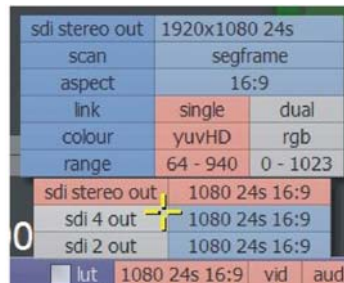 sdi stereo out 1920x1080 24s
scan segframe
aspect 16:9
link single dual
colour yuvHD rgb
range 64 - 940 0 - 1023
sdi stereo out 1080 24s 16:9
sdi 4 out 1080 24s 16:9
sdi 2 out 1080 24s 16:9
lut 1080 24s 16:9 vid aud